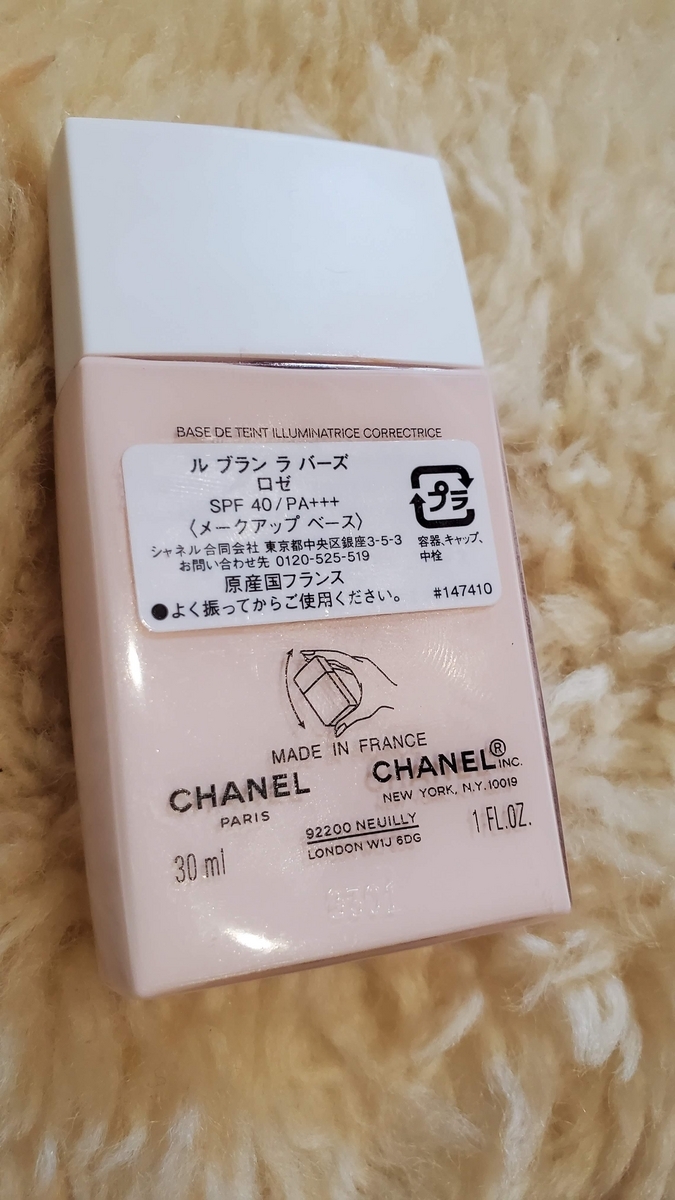 BASE DE TEINT ILLUMINATRICE CORRECTRICE
ル ブラン ラ バーズ
ロゼ
SPF 40/PA+++
〈メークアップ ベース〉
シャネル合同会社 東京都中央区銀座3-5-3
お問い合わせ先 0120-525-519
原産国フランス
●よく振ってからご使用ください。
プラ
容器、キャップ、
中栓
#147410
MADE IN FRANCE
CHANEL
PARIS
CHANEL® INC.
NEW YORK, N.Y. 10019
92200 NEUILLY
LONDON W1J 6DG
30 ml
1 FL.OZ.